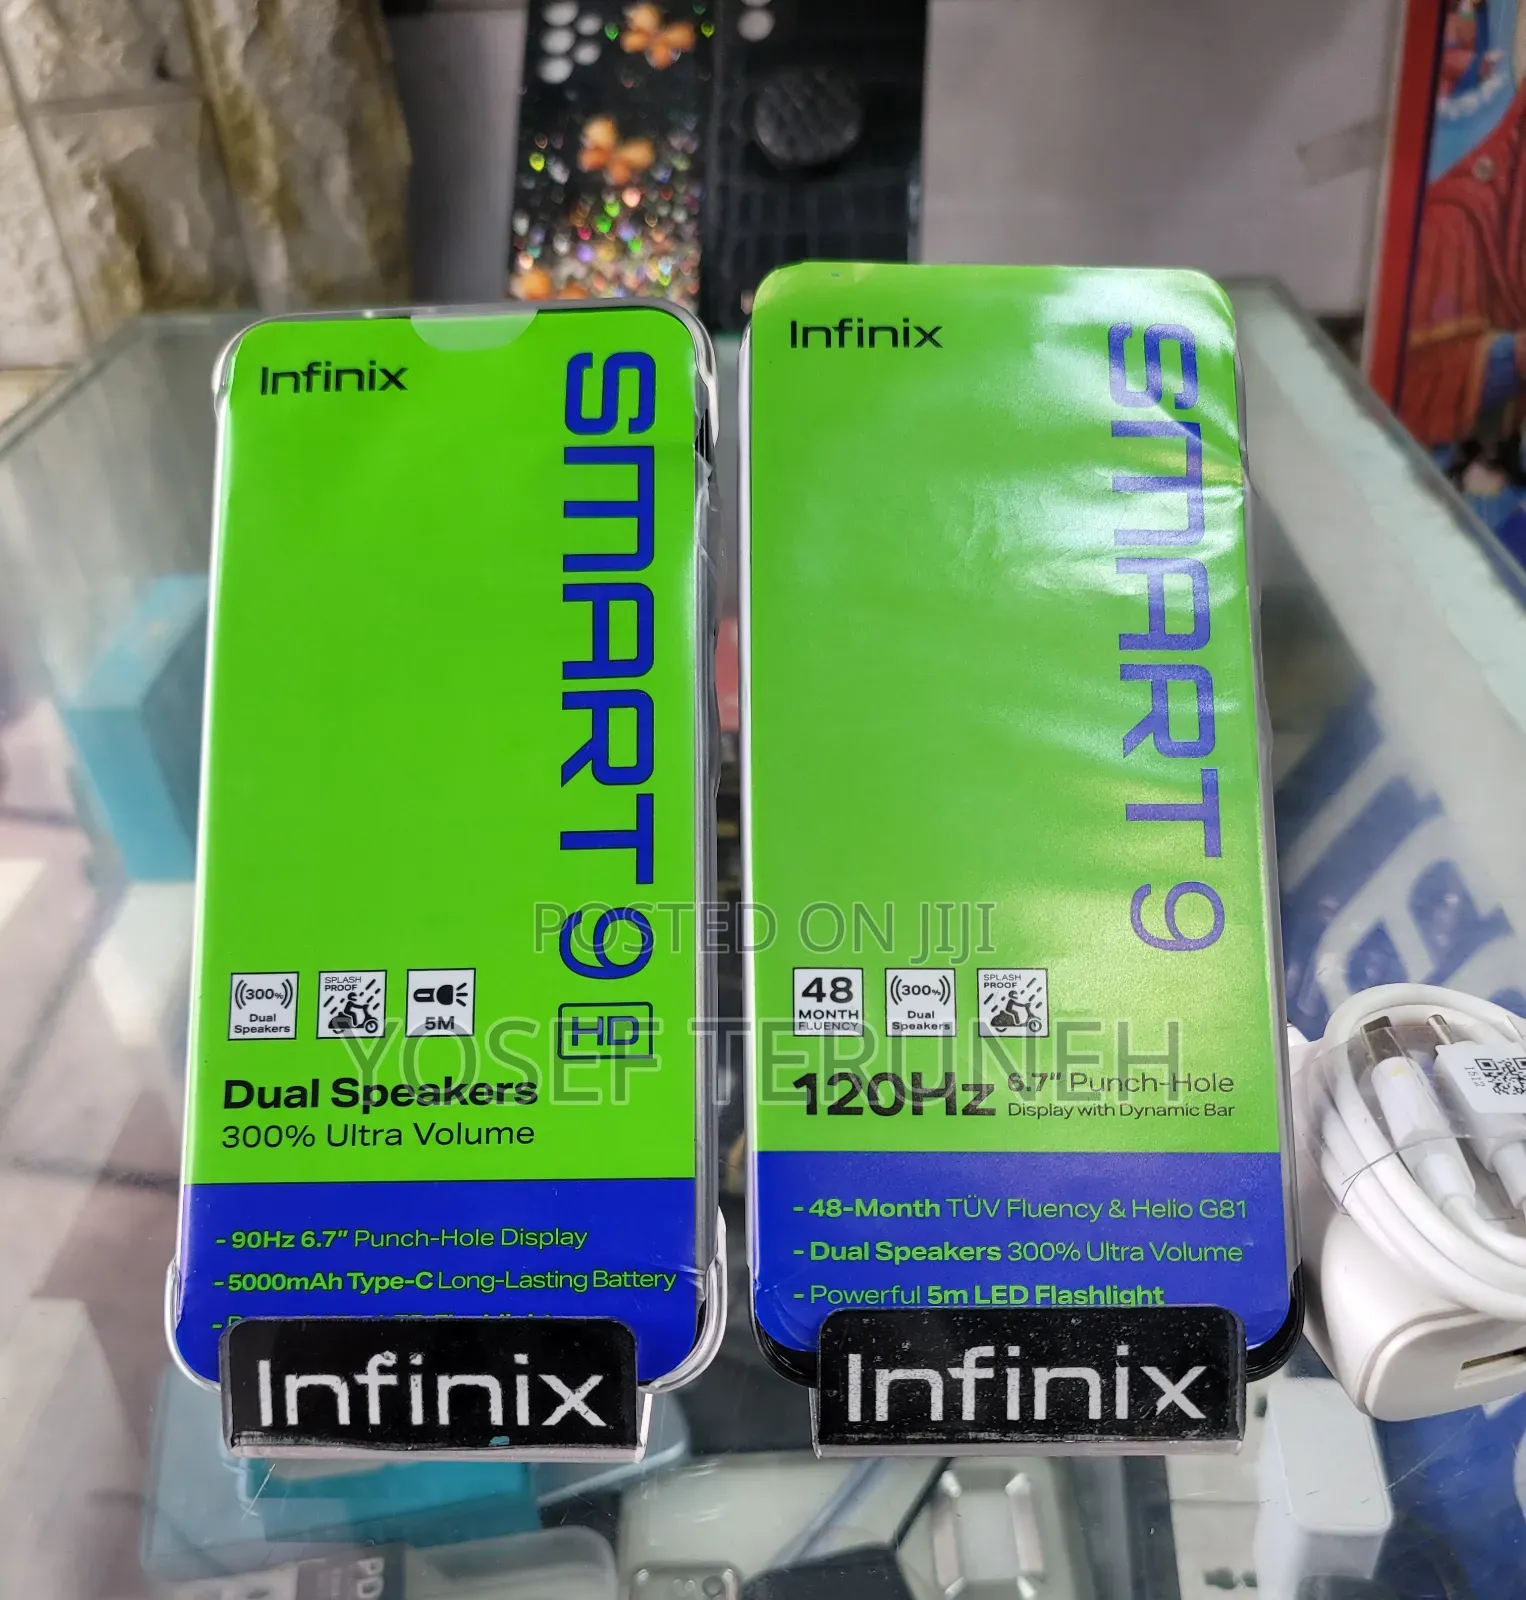 Infinix
SMART 9 HD
((300%))
Dual
Speakers
SPLASH
PROOF
5M
Dual Speakers
300% Ultra Volume
- 90Hz 6.7” Punch-Hole Display
- 5000mAh Type-C Long-Lasting Battery
Infinix
Infinix
SMART 9
48
MONTH
FLUENCY
((300%))
Dual
Speakers
SPLASH
PROOF
120Hz 6.7” Punch-Hole
Display with Dynamic Bar
- 48-Month TÜV Fluency & Helio G81
- Dual Speakers 300% Ultra Volume
- Powerful 5m LED Flashlight
Infinix
POSTED ON JIJI
YOSEF TERUNEH